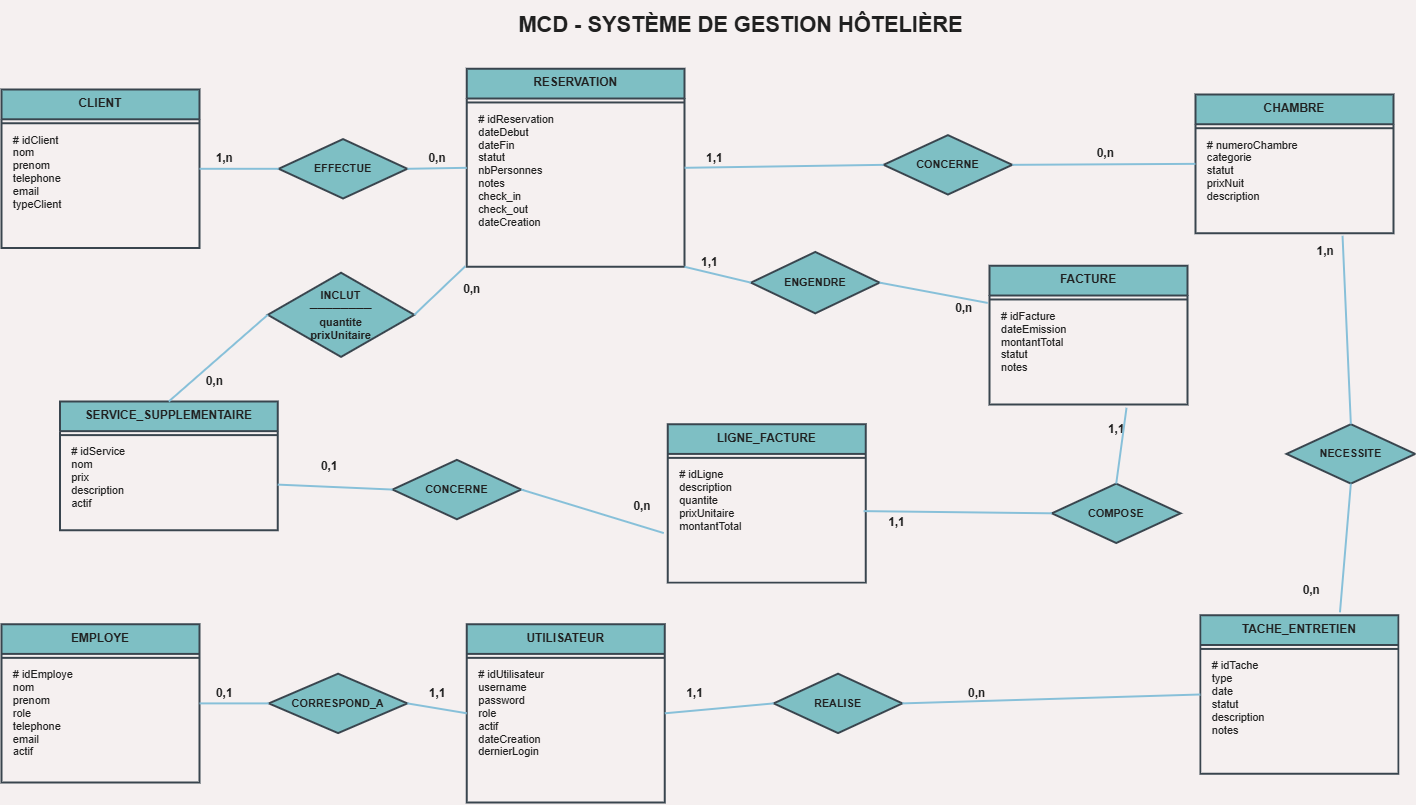 MCD - SYSTÈME DE GESTION HÔTELIÈRE
CLIENT
# idClient
nom
prenom
telephone
email
typeClient
1,n
EFFECTUE
0,n
RESERVATION
# idReservation
dateDebut
dateFin
statut
nbPersonnes
notes
check_in
check_out
dateCreation
1,1
CONCERNE
0,n
CHAMBRE
# numeroChambre
categorie
statut
prixNuit
description
1,n
1,1
ENGENDRE
0,n
FACTURE
# idFacture
dateEmission
montantTotal
statut
notes
0,n
INCLUT
quantite
prixUnitaire
0,n
SERVICE_SUPPLEMENTAIRE
# idService
nom
prix
description
actif
0,1
CONCERNE
0,n
LIGNE_FACTURE
# idLigne
description
quantite
prixUnitaire
montantTotal
1,1
COMPOSE
1,1
NECESSITE
0,n
EMPLOYE
# idEmploye
nom
prenom
role
telephone
email
actif
0,1
CORRESPOND_A
1,1
UTILISATEUR
# idUtilisateur
username
password
role
actif
dateCreation
dernierLogin
1,1
REALISE
0,n
TACHE_ENTRETIEN
# idTache
type
date
statut
description
notes